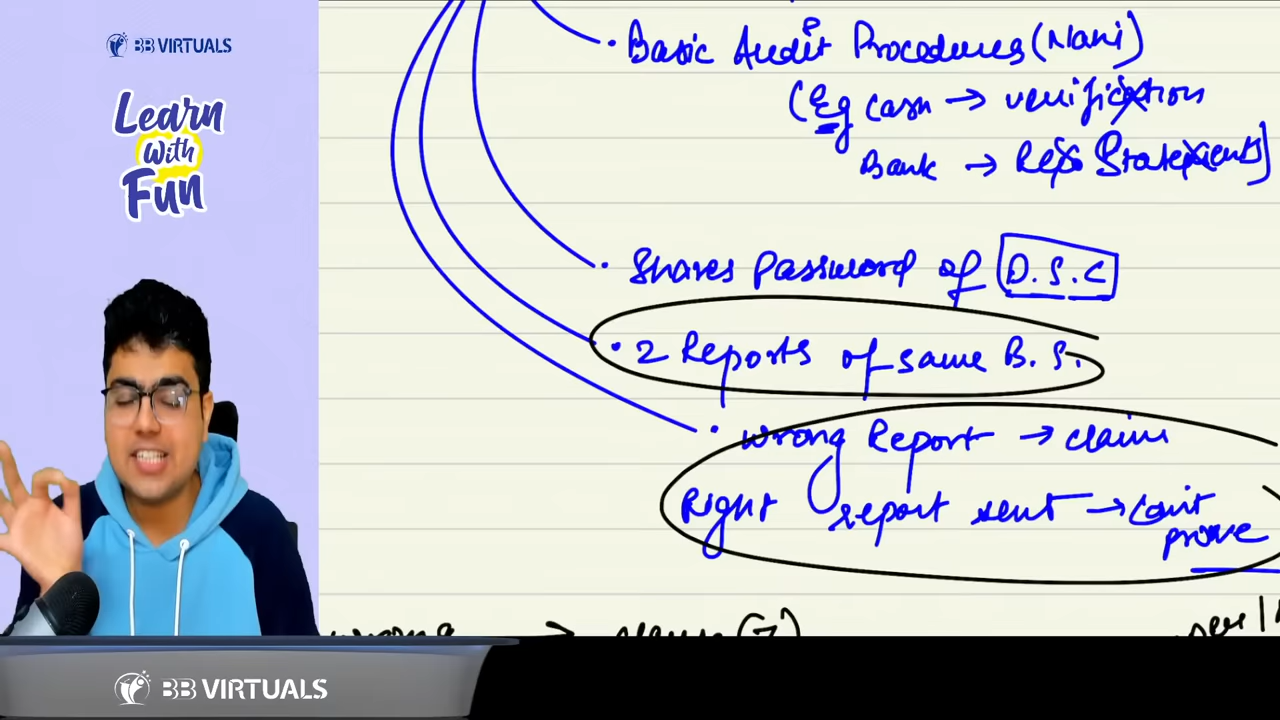 BB VIRTUALS
Learn
With
Fun
• Basic Audit Procedures (Nani)
(Eg Cash → verification
Bank → Re Statements)
• Shares Password of D.S.C
• 2 Reports of same B.S.
• wrong Report → claim
Right report sent → can't
prove
BB VIRTUALS